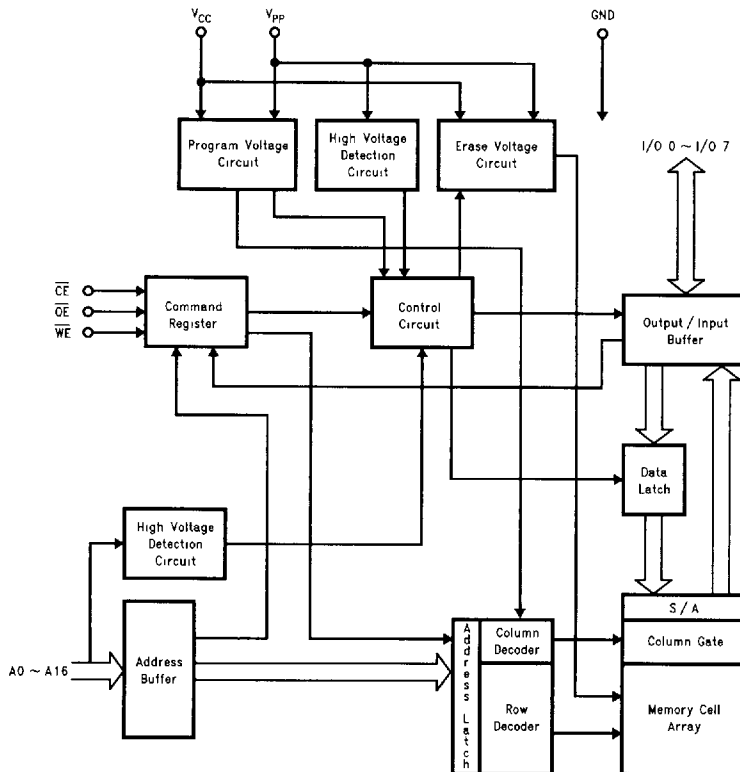 VCC
VPP
GND
Program Voltage
Circuit
High Voltage
Detection
Circuit
Erase Voltage
Circuit
I/O 0 ~ I/O 7
CE
OE
WE
Command
Register
Control
Circuit
Output / Input
Buffer
Data
Latch
High Voltage
Detection
Circuit
S / A
Column Gate
Memory Cell
Array
A0 ~ A16
Address
Buffer
Address Latch
Column
Decoder
Row
Decoder